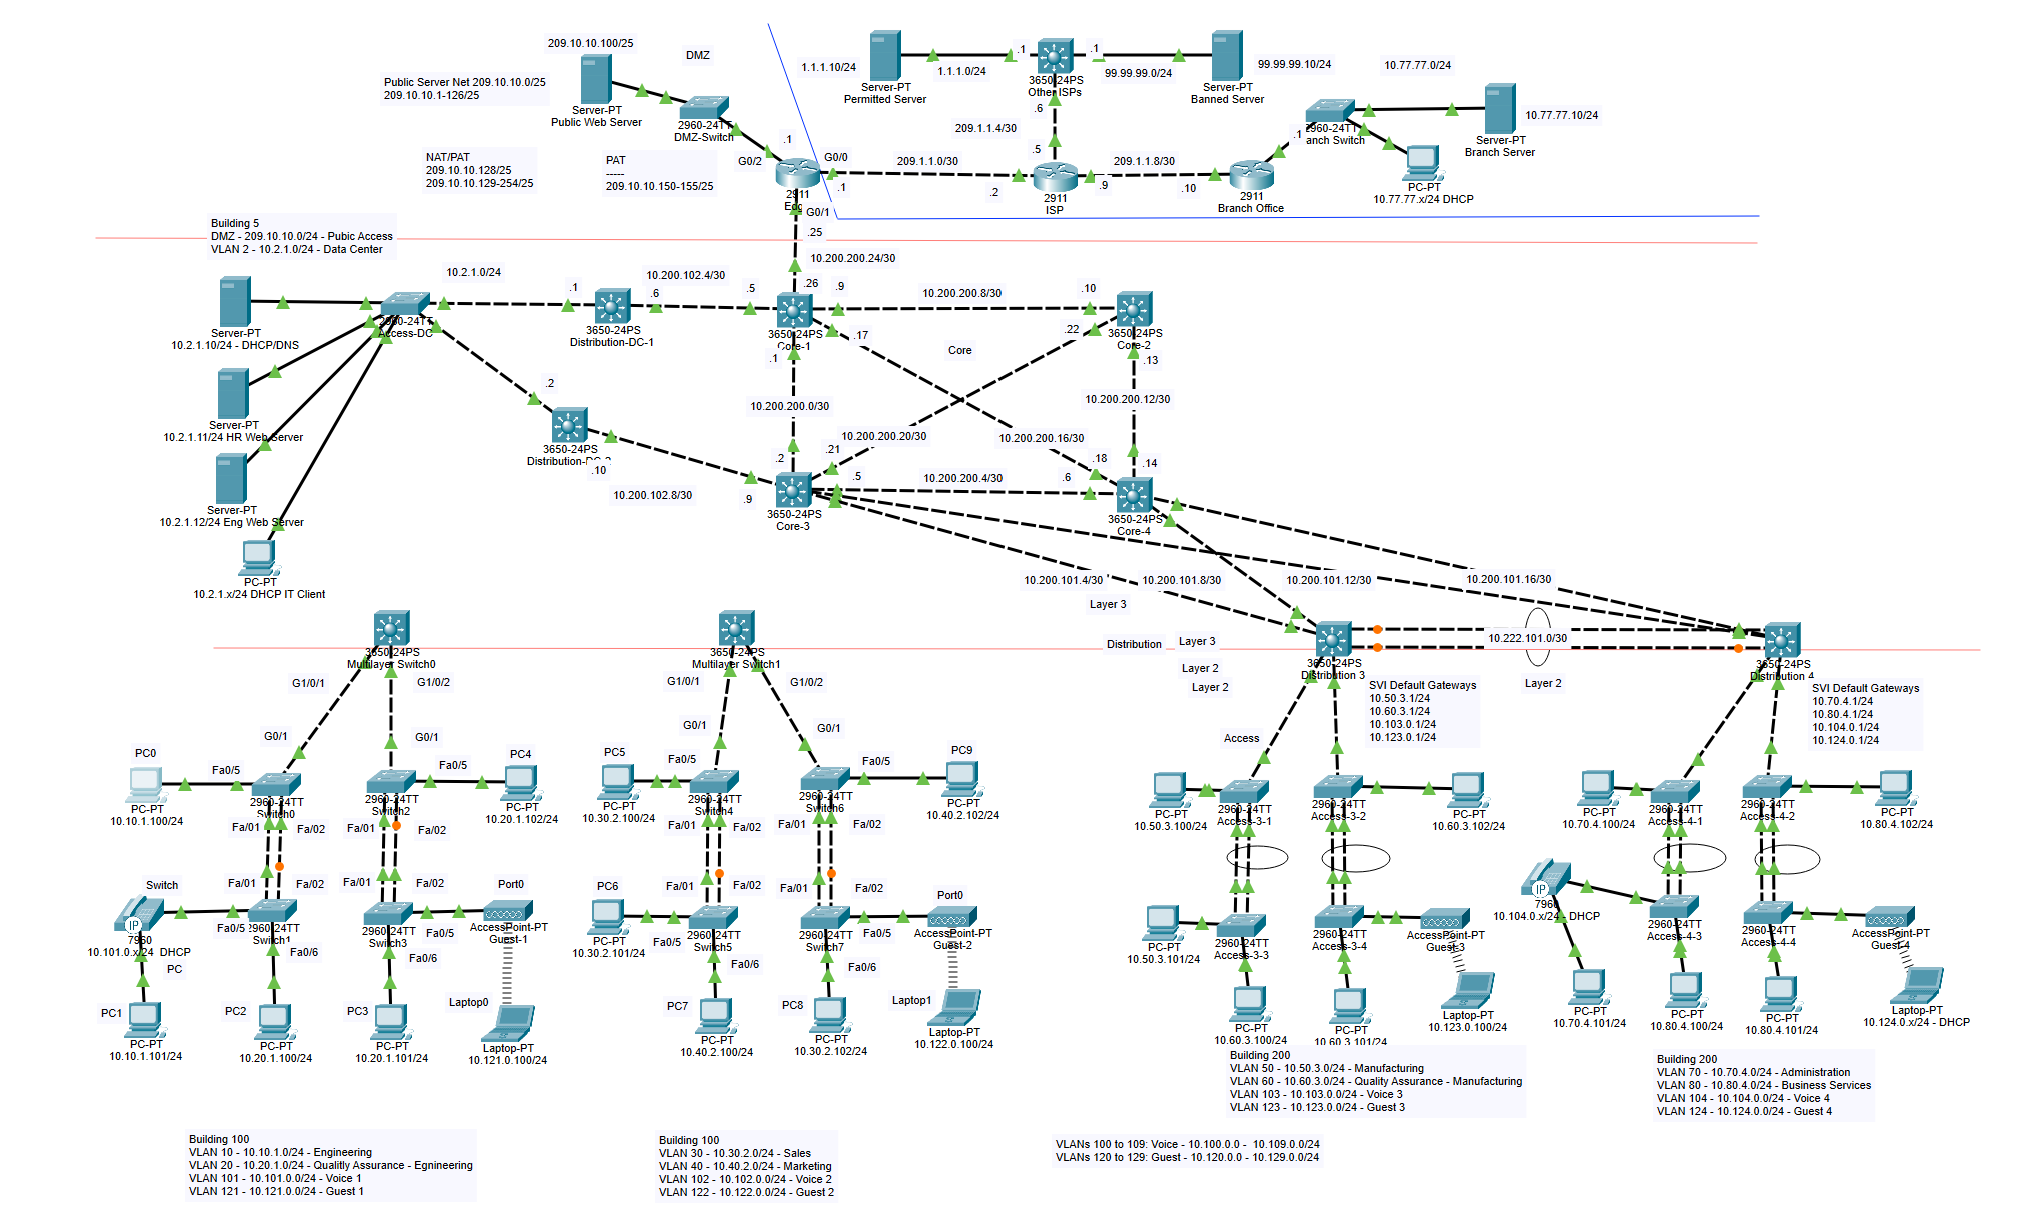 209.10.10.100/25
DMZ
Public Server Net 209.10.10.0/25
209.10.10.1-126/25
Server-PT
Public Web Server
2960-24TT
DMZ-Switch
.1
G0/2
G0/0
NAT/PAT
209.10.10.128/25
209.10.10.129-254/25
PAT
-----
209.10.10.150-155/25
2911
G0/1
.1
.25
1.1.1.10/24
Server-PT
Permitted Server
1.1.1.0/24
.1
.1
3650-24PS
Other ISPs
99.99.99.0/24
Server-PT
Banned Server
99.99.99.10/24
10.77.77.0/24
.6
209.1.1.4/30
.5
209.1.1.0/30
.2
2911
ISP
.9
209.1.1.8/30
.10
2911
Branch Office
.1
2960-24TT
anch Switch
Server-PT
Branch Server
10.77.77.10/24
PC-PT
10.77.77.x/24 DHCP
Building 5
DMZ - 209.10.10.0/24 - Pubic Access
VLAN 2 - 10.2.1.0/24 - Data Center
10.2.1.0/24
.1
10.200.102.4/30
.6
.5
10.200.200.24/30
.26
.9
10.200.200.8/30
.10
Server-PT
10.2.1.10/24 - DHCP/DNS
2960-24TT
Access-DC
3650-24PS
Distribution-DC-1
3650-24PS
Core-1
.17
Core
.22
3650-24PS
Core-2
.1
.13
Server-PT
10.2.1.11/24 HR Web Server
.2
10.200.200.0/30
10.200.200.12/30
3650-24PS
Distribution-DC-2
.10
10.200.102.8/30
.9
.2
.21
10.200.200.20/30
10.200.200.16/30
.18
.14
.5
10.200.200.4/30
.6
3650-24PS
Core-3
3650-24PS
Core-4
Server-PT
10.2.1.12/24 Eng Web Server
PC-PT
10.2.1.x/24 DHCP IT Client
10.200.101.4/30
10.200.101.8/30
10.200.101.12/30
10.200.101.16/30
Layer 3
Distribution
Layer 3
Layer 2
Layer 2
10.222.101.0/30
Layer 2
3650-24PS
Multilayer Switch0
3650-24PS
Multilayer Switch1
3650-24PS
Distribution 3
3650-24PS
Distribution 4
SVI Default Gateways
10.50.3.1/24
10.60.3.1/24
10.103.0.1/24
10.123.0.1/24
SVI Default Gateways
10.70.4.1/24
10.80.4.1/24
10.104.0.1/24
10.124.0.1/24
G1/0/1
G1/0/2
G1/0/1
G1/0/2
G0/1
G0/1
G0/1
G0/1
Access
PC0
Fa0/5
PC-PT
10.10.1.100/24
2960-24TT
Switch0
2960-24TT
Switch2
Fa0/5
PC4
PC-PT
10.20.1.102/24
PC5
Fa0/5
PC-PT
10.30.2.100/24
2960-24TT
Switch4
2960-24TT
Switch6
Fa0/5
PC9
PC-PT
10.40.2.102/24
PC-PT
10.50.3.100/24
2960-24TT
Access-3-1
2960-24TT
Access-3-2
PC-PT
10.60.3.102/24
PC-PT
10.70.4.100/24
2960-24TT
Access-4-1
2960-24TT
Access-4-2
PC-PT
10.80.4.102/24
Fa/01
Fa/02
Fa/01
Fa/02
Fa/01
Fa/02
Fa/01
Fa/02
Fa/01
Fa/02
Fa/01
Fa/02
Fa/01
Fa/02
Fa/01
Fa/02
Switch
IP
7960
10.101.0.x/24 DHCP
PC
Fa0/5
2960-24TT
Switch1
Fa0/6
2960-24TT
Switch3
Fa0/5
Fa0/6
Port0
AccessPoint-PT
Guest-1
PC6
PC-PT
10.30.2.101/24
Fa0/5
2960-24TT
Switch5
Fa0/6
2960-24TT
Switch7
Fa0/5
Fa0/6
Port0
AccessPoint-PT
Guest-2
PC-PT
10.50.3.101/24
2960-24TT
Access-3-3
2960-24TT
Access-3-4
AccessPoint-PT
Guest-3
IP
7960
10.104.0.x/24 - DHCP
2960-24TT
Access-4-3
2960-24TT
Access-4-4
AccessPoint-PT
Guest-4
PC1
PC-PT
10.10.1.101/24
PC2
PC-PT
10.20.1.100/24
PC3
PC-PT
10.20.1.101/24
Laptop0
Laptop-PT
10.121.0.100/24
PC7
PC-PT
10.40.2.100/24
PC8
PC-PT
10.30.2.102/24
Laptop1
Laptop-PT
10.122.0.100/24
PC-PT
10.60.3.100/24
PC-PT
10.60.3.101/24
Laptop-PT
10.123.0.100/24
PC-PT
10.70.4.101/24
PC-PT
10.80.4.100/24
PC-PT
10.80.4.101/24
Laptop-PT
10.124.0.x/24 - DHCP
Building 200
VLAN 50 - 10.50.3.0/24 - Manufacturing
VLAN 60 - 10.60.3.0/24 - Quality Assurance - Manufacturing
VLAN 103 - 10.103.0.0/24 - Voice 3
VLAN 123 - 10.123.0.0/24 - Guest 3
Building 200
VLAN 70 - 10.70.4.0/24 - Administration
VLAN 80 - 10.80.4.0/24 - Business Services
VLAN 104 - 10.104.0.0/24 - Voice 4
VLAN 124 - 10.124.0.0/24 - Guest 4
Building 100
VLAN 10 - 10.10.1.0/24 - Engineering
VLAN 20 - 10.20.1.0/24 - Qualitly Assurance - Egnineering
VLAN 101 - 10.101.0.0/24 - Voice 1
VLAN 121 - 10.121.0.0/24 - Guest 1
Building 100
VLAN 30 - 10.30.2.0/24 - Sales
VLAN 40 - 10.40.2.0/24 - Marketing
VLAN 102 - 10.102.0.0/24 - Voice 2
VLAN 122 - 10.122.0.0/24 - Guest 2
VLANs 100 to 109: Voice - 10.100.0.0 - 10.109.0.0/24
VLANs 120 to 129: Guest - 10.120.0.0 - 10.129.0.0/24